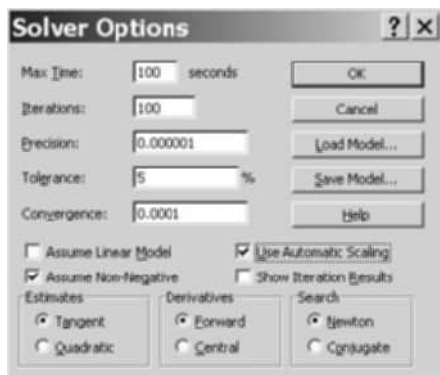 Solver Options ? ×
Max Time: 100 seconds OK
Iterations: 100 Cancel
Precision: 0.000001 Load Model...
Tolerance: 5 % Save Model...
Convergence: 0.0001 Help
Assume Linear Model Use Automatic Scaling
Assume Non-Negative Show Iteration Results
Estimates Derivatives Search
Tangent Forward Newton
Quadratic Central Conjugate